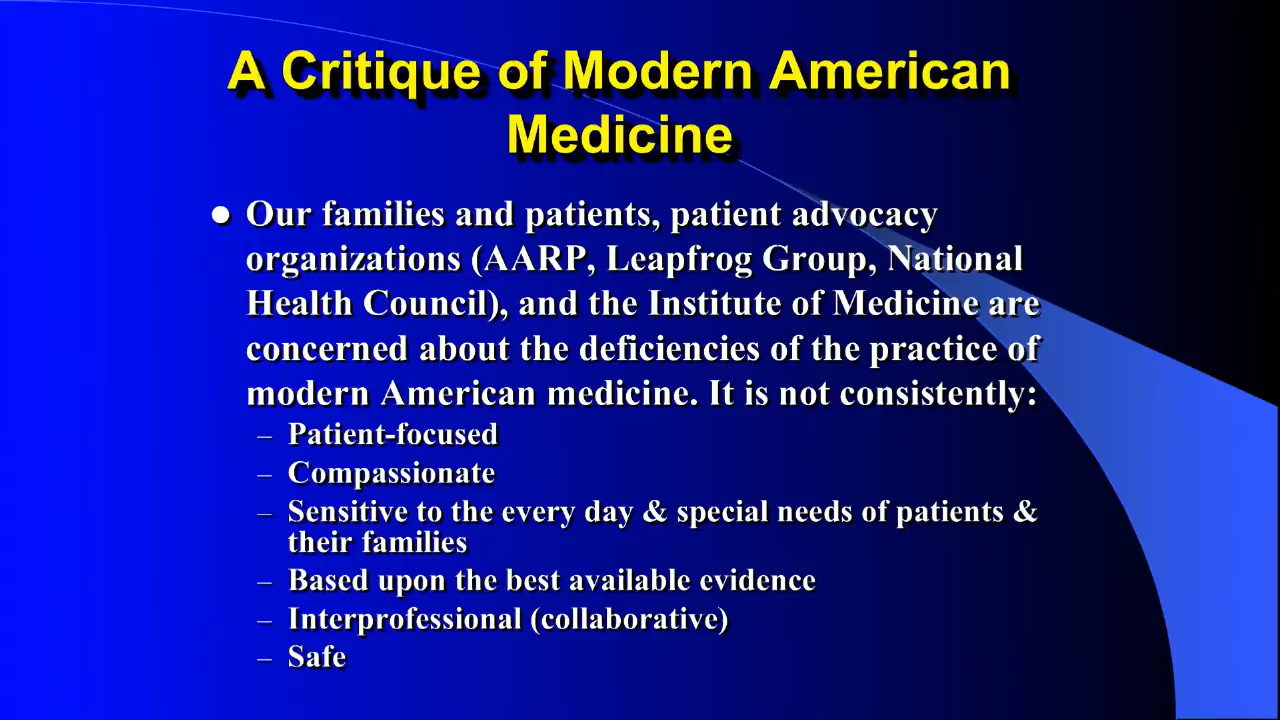 A Critique of Modern American
Medicine
● Our families and patients, patient advocacy
organizations (AARP, Leapfrog Group, National
Health Council), and the Institute of Medicine are
concerned about the deficiencies of the practice of
modern American medicine. It is not consistently:
– Patient-focused
– Compassionate
– Sensitive to the every day & special needs of patients &
their families
– Based upon the best available evidence
– Interprofessional (collaborative)
– Safe